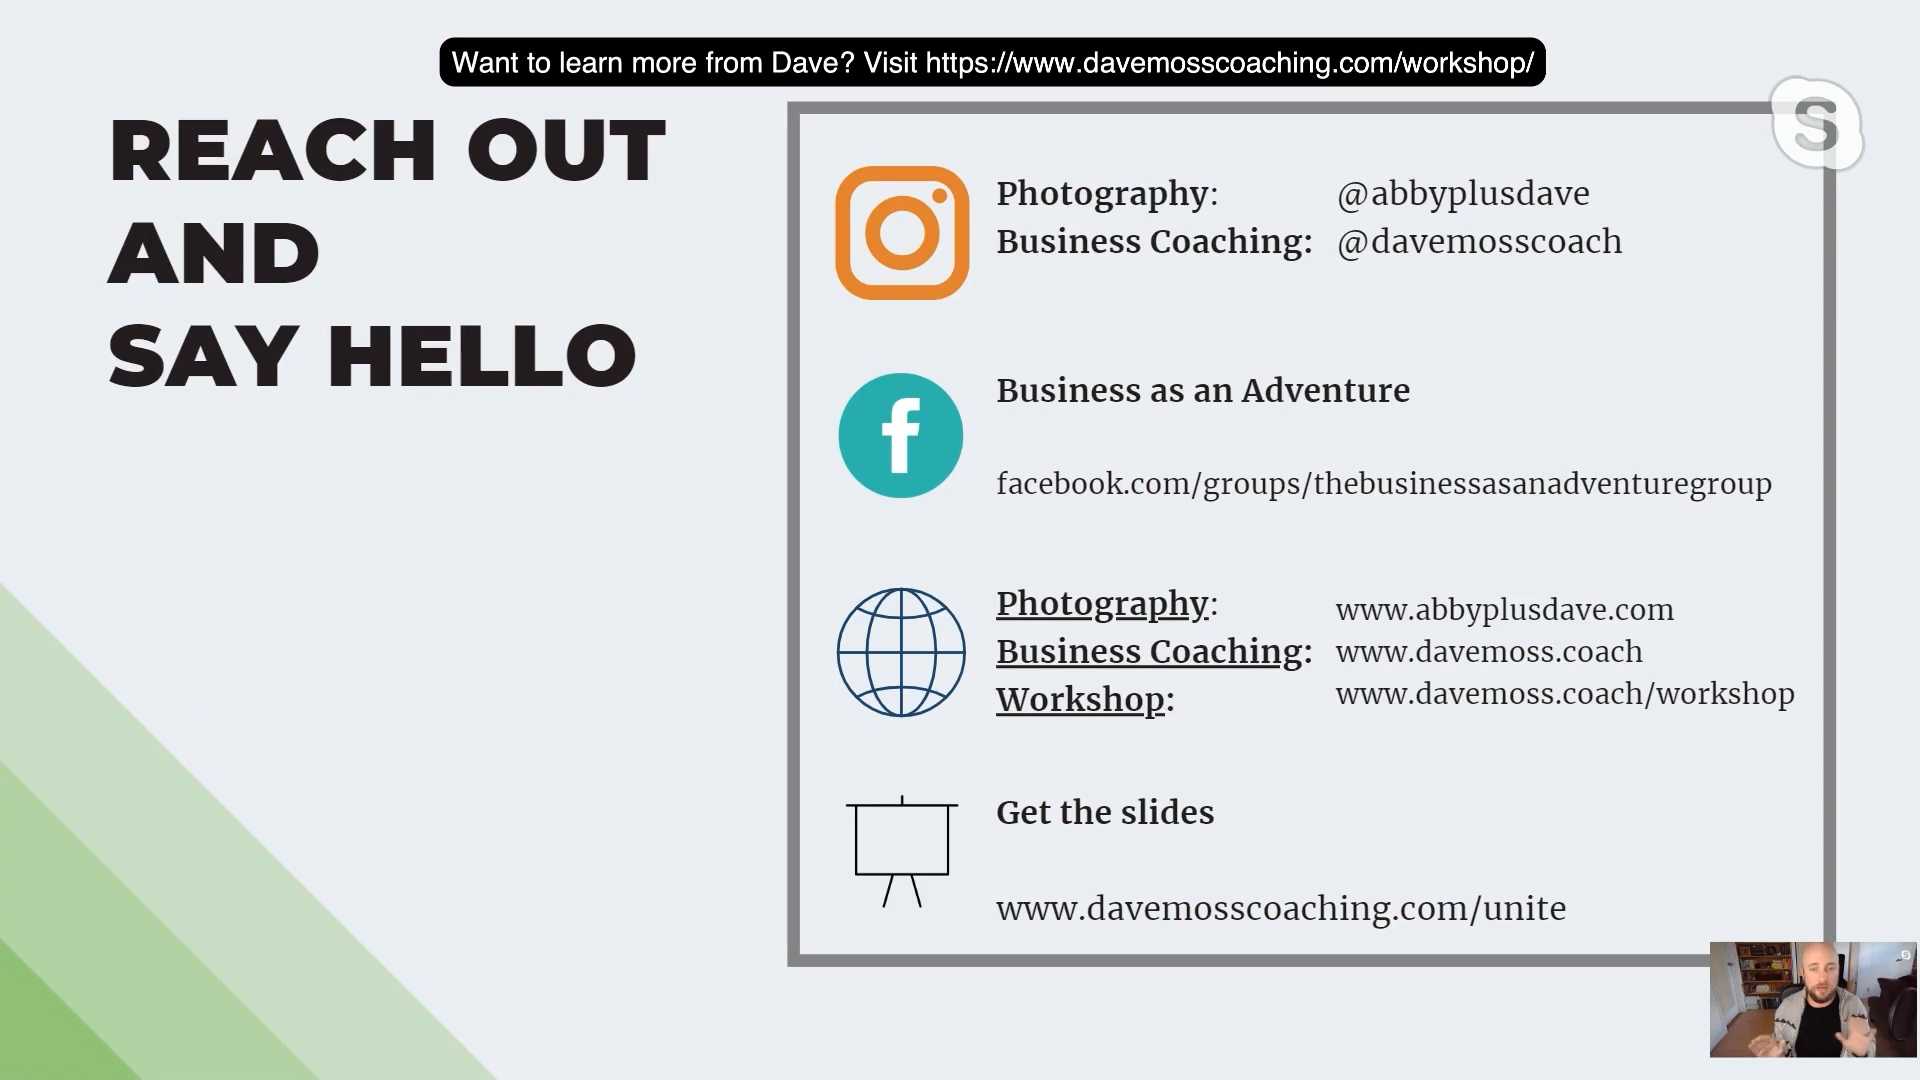 Want to learn more from Dave? Visit https://www.davemosscoaching.com/workshop/
REACH OUT
AND
SAY HELLO
S
Photography: @abbyplusdave
Business Coaching: @davemosscoach
f
Business as an Adventure
facebook.com/groups/thebusinessasanadventuregroup
Photography: www.abbyplusdave.com
Business Coaching: www.davemoss.coach
Workshop: www.davemoss.coach/workshop
Get the slides
www.davemosscoaching.com/unite